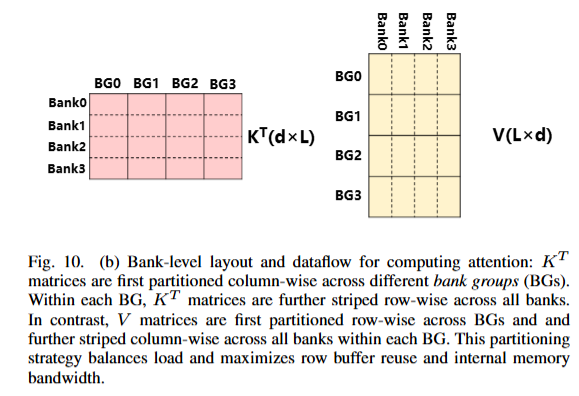 Bank0 Bank1 Bank2 Bank3
BG0 BG1 BG2 BG3
Bank0
Bank1
Bank2
Bank3
K^T(d×L)
BG0
BG1
BG2
BG3
V(L×d)
Fig. 10. (b) Bank-level layout and dataflow for computing attention: K^T
matrices are first partitioned column-wise across different bank groups (BGs).
Within each BG, K^T matrices are further striped row-wise across all banks.
In contrast, V matrices are first partitioned row-wise across BGs and and
further striped column-wise across all banks within each BG. This partitioning
strategy balances load and maximizes row buffer reuse and internal memory
bandwidth.